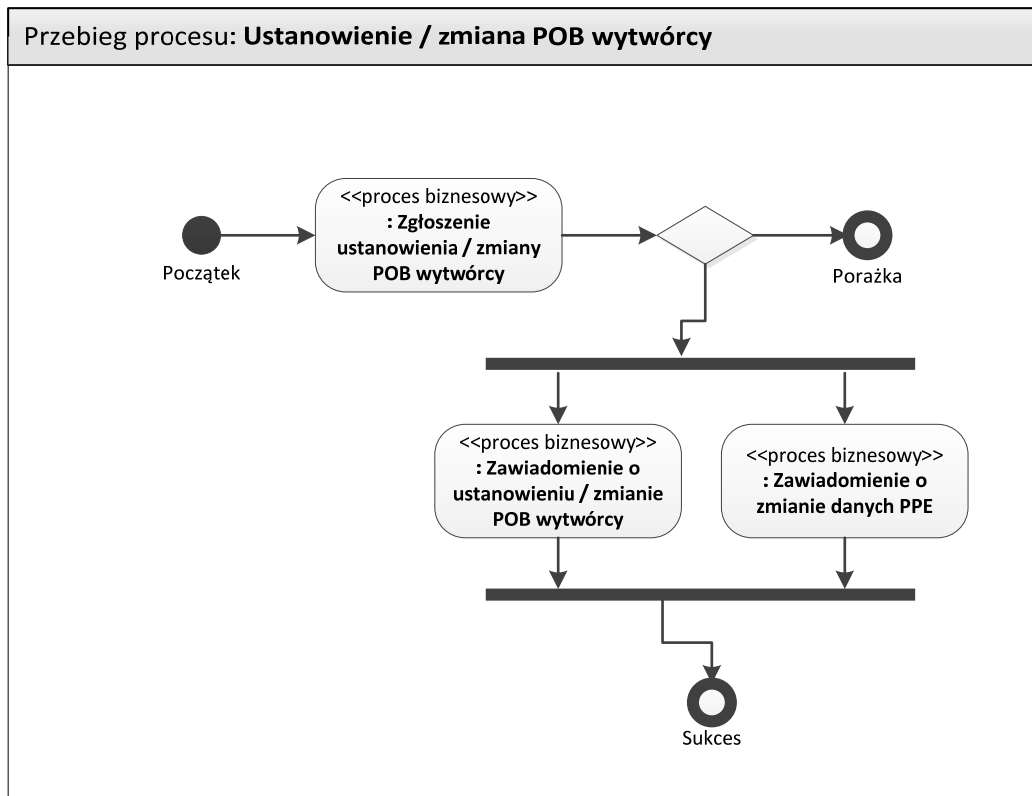 Przebieg procesu: Ustanowienie / zmiana POB wytwórcy
<<proces biznesowy>>
: Zgłoszenie
ustanowienia / zmiany
POB wytwórcy
Początek
Porażka
<<proces biznesowy>>
: Zawiadomienie o
ustanowieniu / zmianie
POB wytwórcy
<<proces biznesowy>>
: Zawiadomienie o
zmianie danych PPE
Sukces